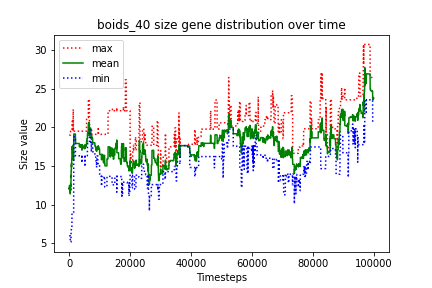 boids_40 size gene distribution over time
max
mean
min
Size value
30
25
20
15
10
5
0
20000
40000
60000
80000
100000
Timesteps